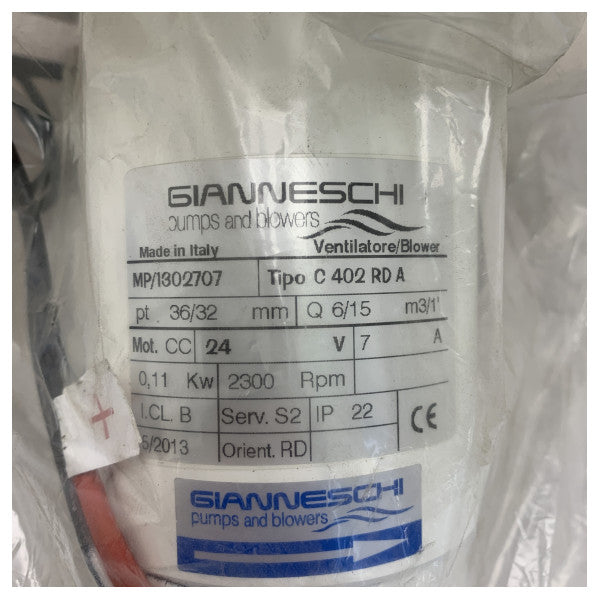 GIANNESCHI
pumps and blowers
Made in Italy Ventilatore/Blower
MP/1302707 Tipo C 402 RD A
pt . 36/32 mm Q 6/15 m3/1'
Mot. CC 24 V 7 A
0,11 Kw 2300 Rpm
I.CL. B Serv. S2 IP 22 CE
5/2013 Orient. RD
GIANNESCHI
pumps and blowers
+